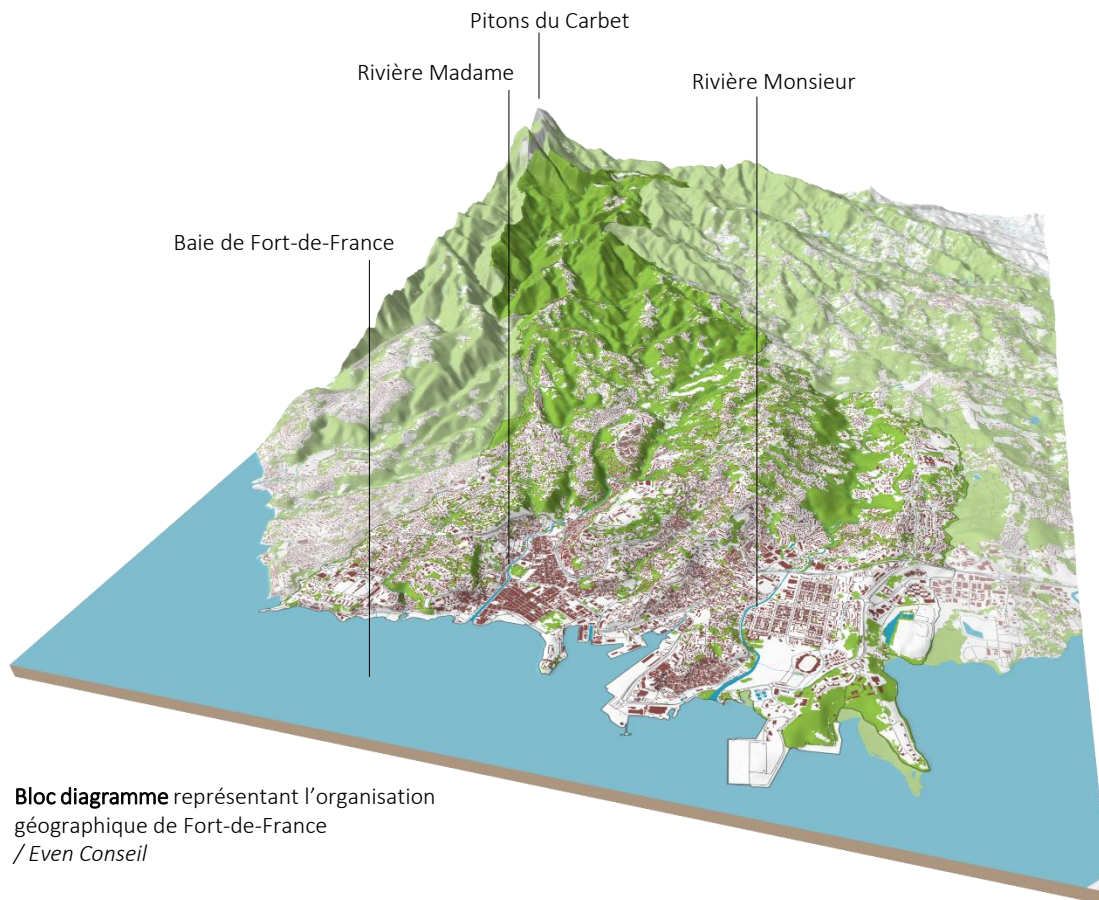 Pitons du Carbet
Rivière Madame
Rivière Monsieur
Baie de Fort-de-France
Bloc diagramme représentant l’organisation
géographique de Fort-de-France
/ Even Conseil